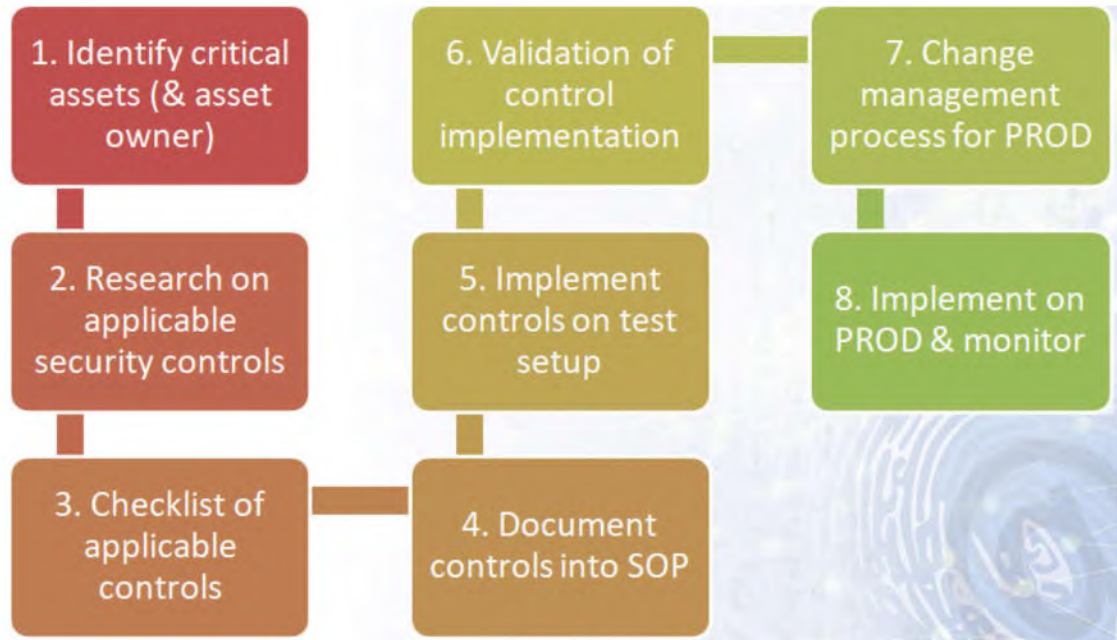 1. Identify critical
assets (& asset
owner)
2. Research on
applicable
security controls
3. Checklist of
applicable
controls
4. Document
controls into SOP
5. Implement
controls on test
setup
6. Validation of
control
implementation
7. Change
management
process for PROD
8. Implement on
PROD & monitor